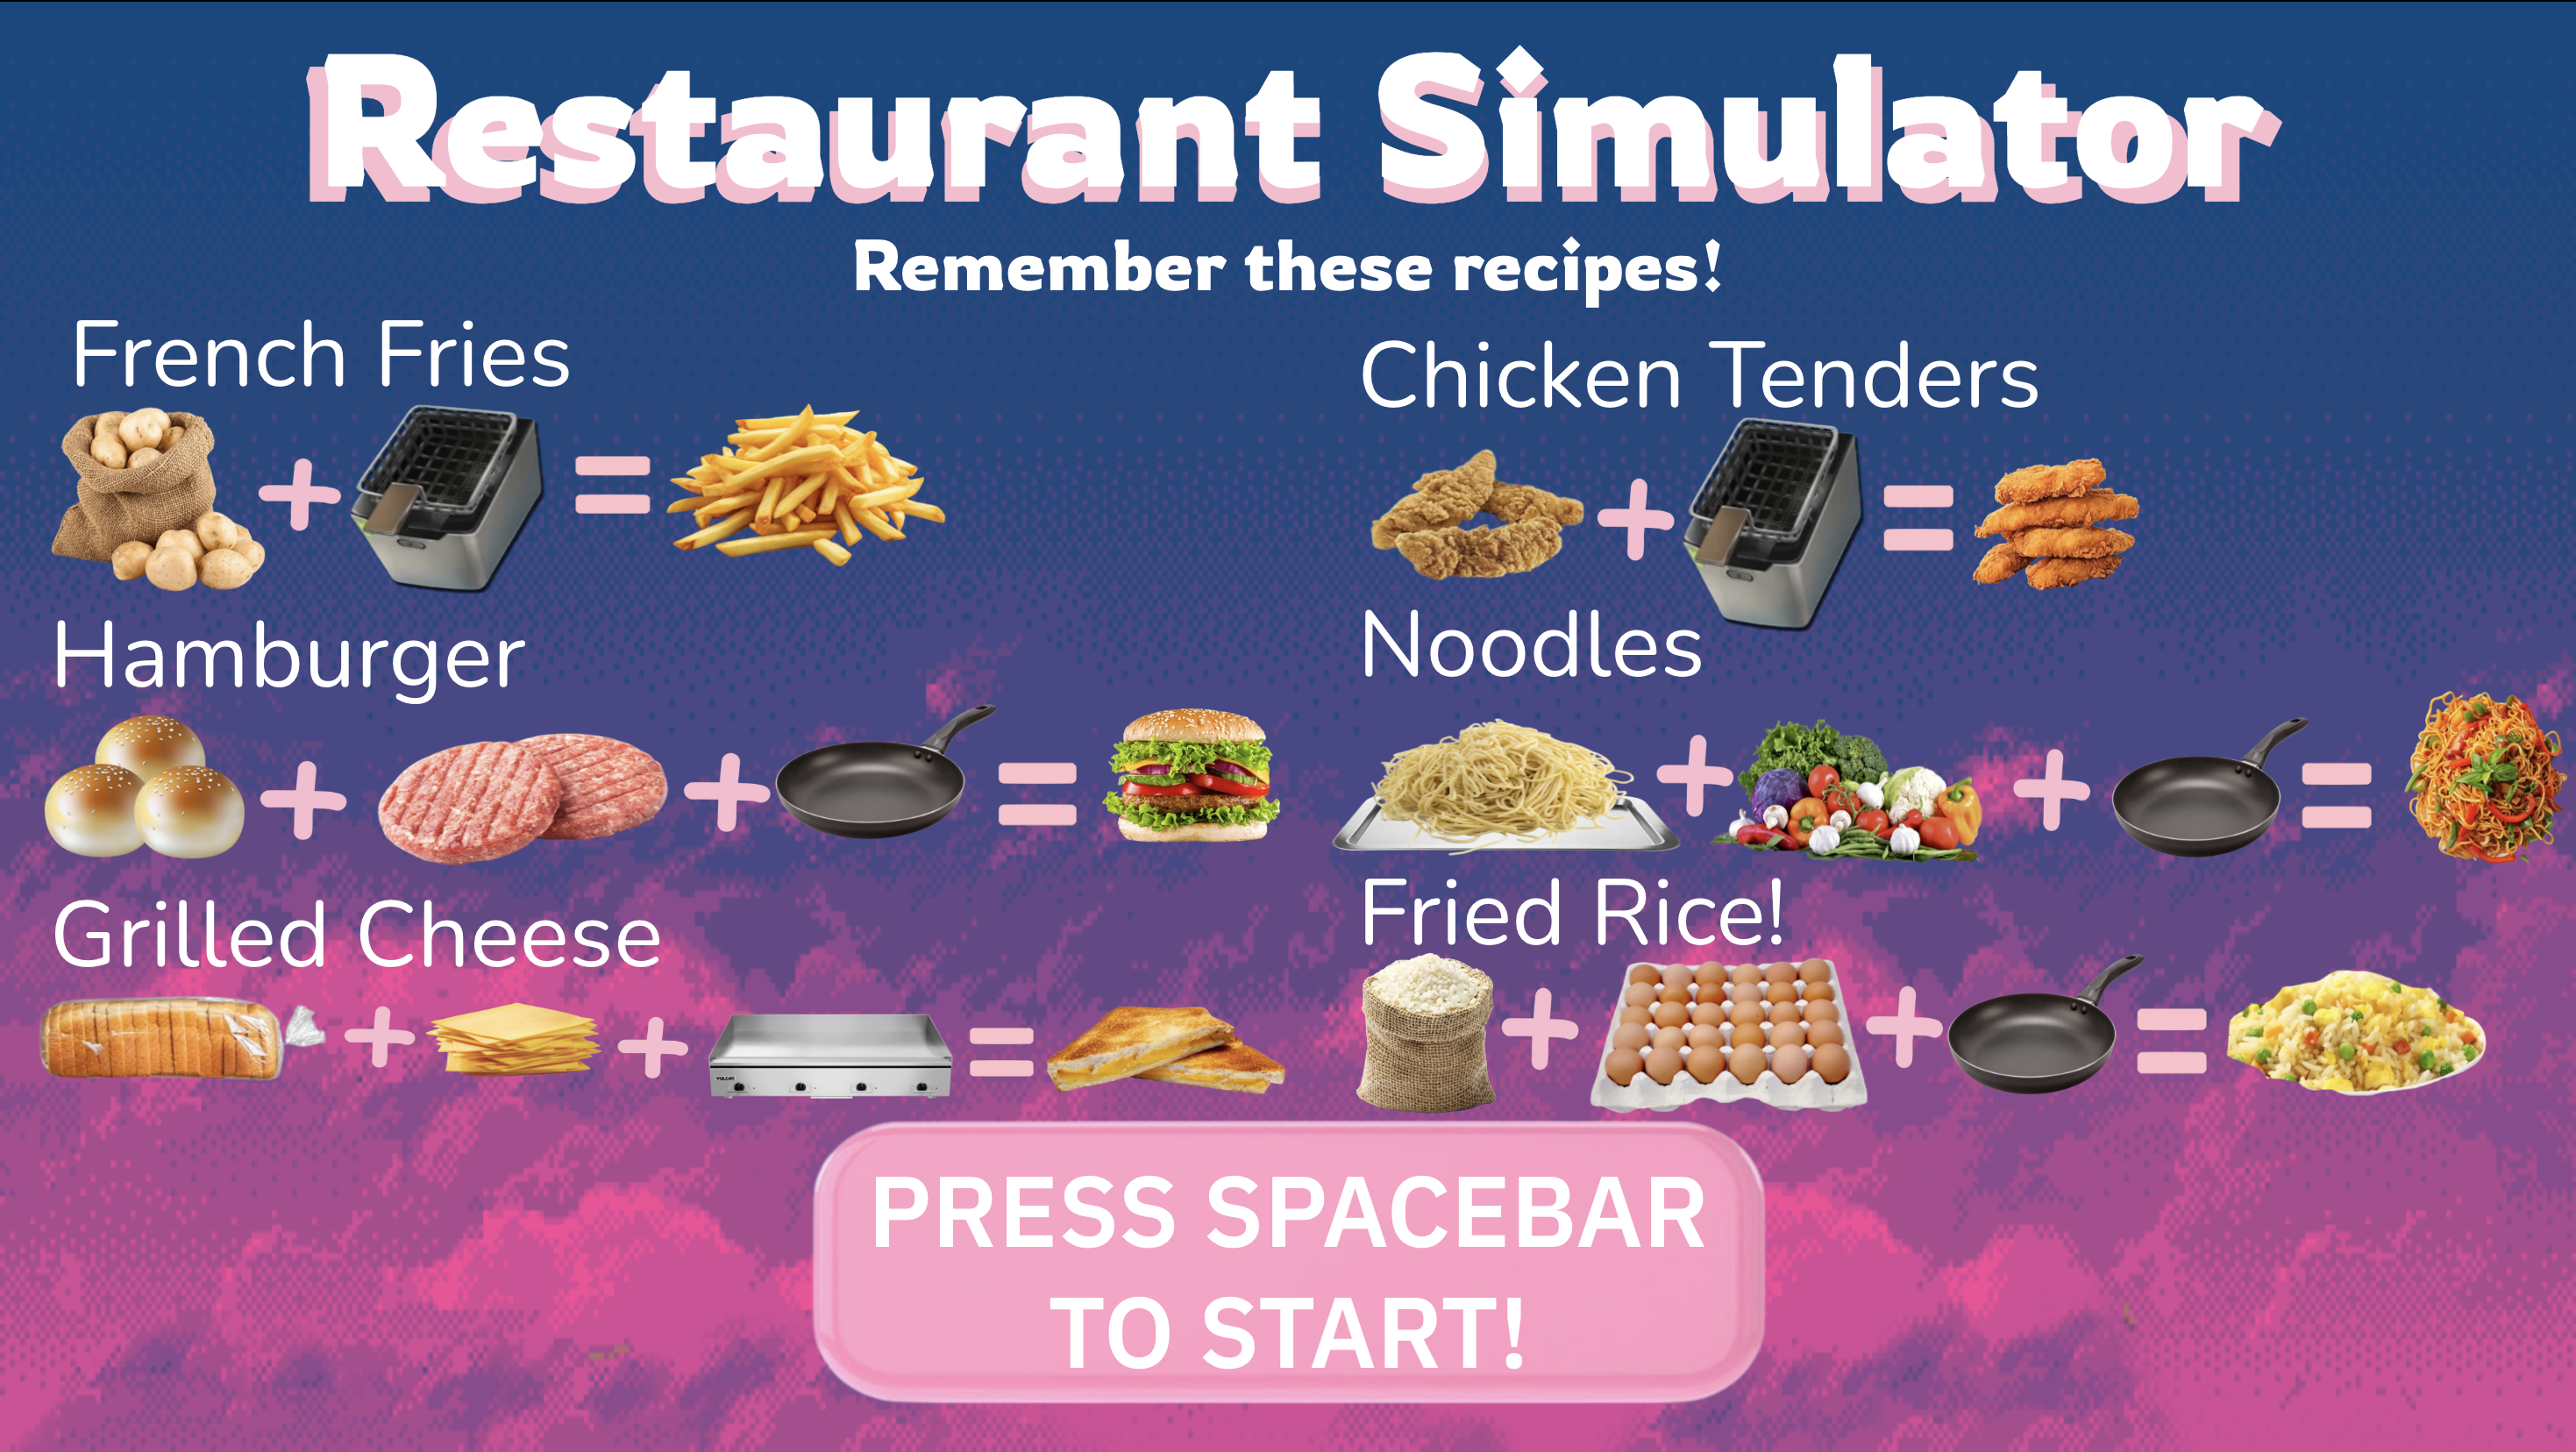 Restaurant Simulator
Remember these recipes!
French Fries
Chicken Tenders
Hamburger
Noodles
Grilled Cheese
Fried Rice!
VULCAN
PRESS SPACEBAR
TO START!